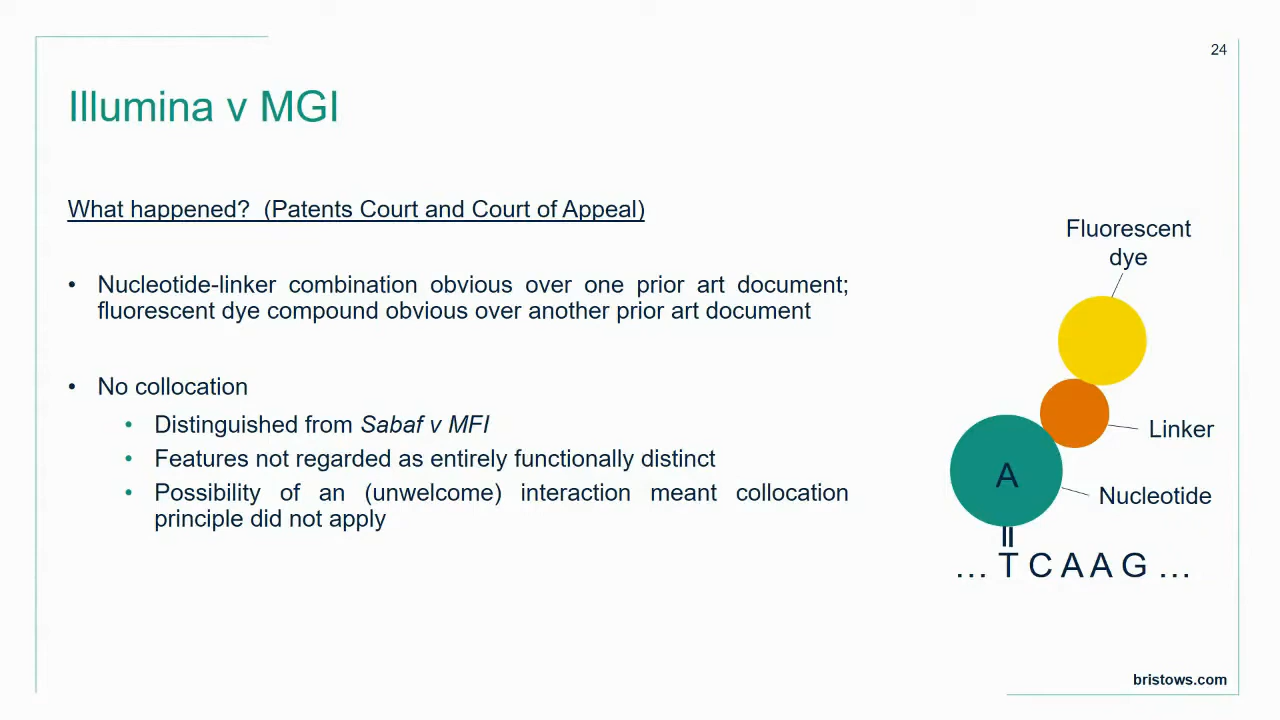 24
Illumina v MGI
What happened?  (Patents Court and Court of Appeal)
• Nucleotide-linker combination obvious over one prior art document;
fluorescent dye compound obvious over another prior art document
• No collocation
• Distinguished from Sabaf v MFI
• Features not regarded as entirely functionally distinct
• Possibility of an (unwelcome) interaction meant collocation
principle did not apply
Fluorescent
dye
Linker
A
Nucleotide
... T C A A G ...
bristows.com